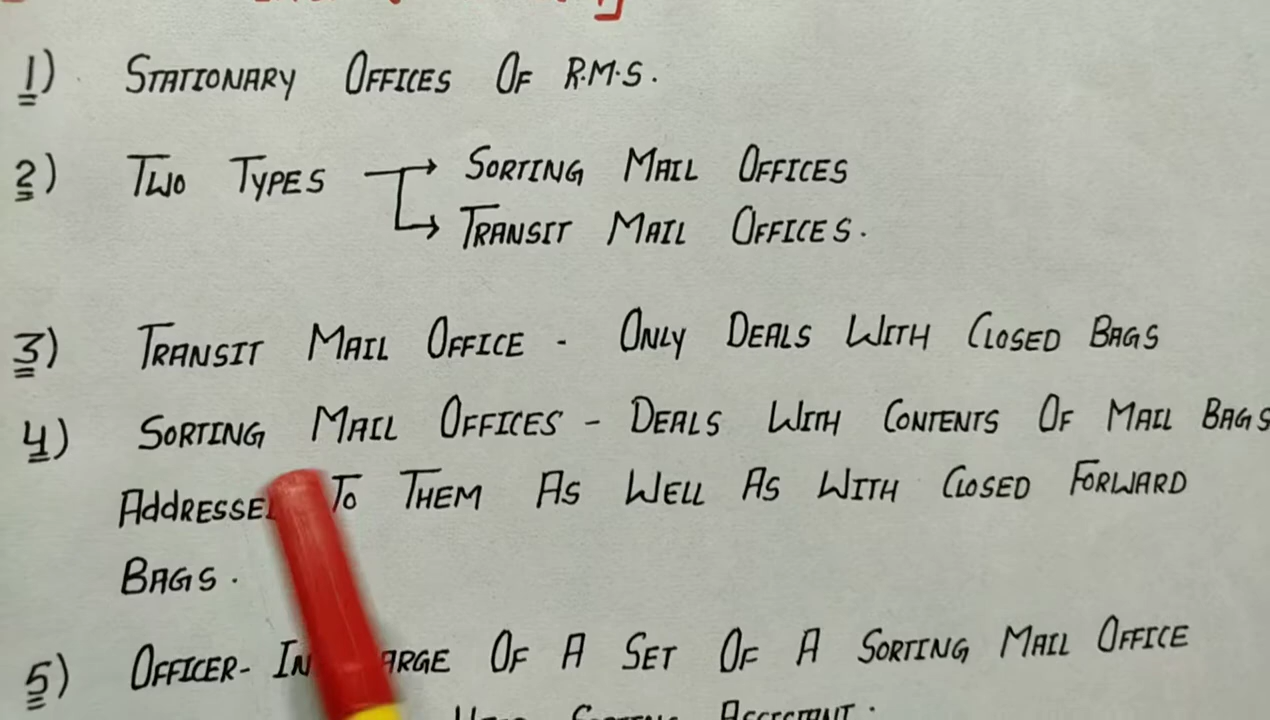 1) STATIONARY OFFICES OF R.M.S.
2) TWO TYPES → SORTING MAIL OFFICES
→ TRANSIT MAIL OFFICES.
3) TRANSIT MAIL OFFICE - ONLY DEALS WITH CLOSED BAGS
4) SORTING MAIL OFFICES - DEALS WITH CONTENTS OF MAIL BAGS
TO THEM AS WELL AS WITH CLOSED FORWARD
BAGS.
5) OFFICER- OF A SET OF A SORTING MAIL OFFICE